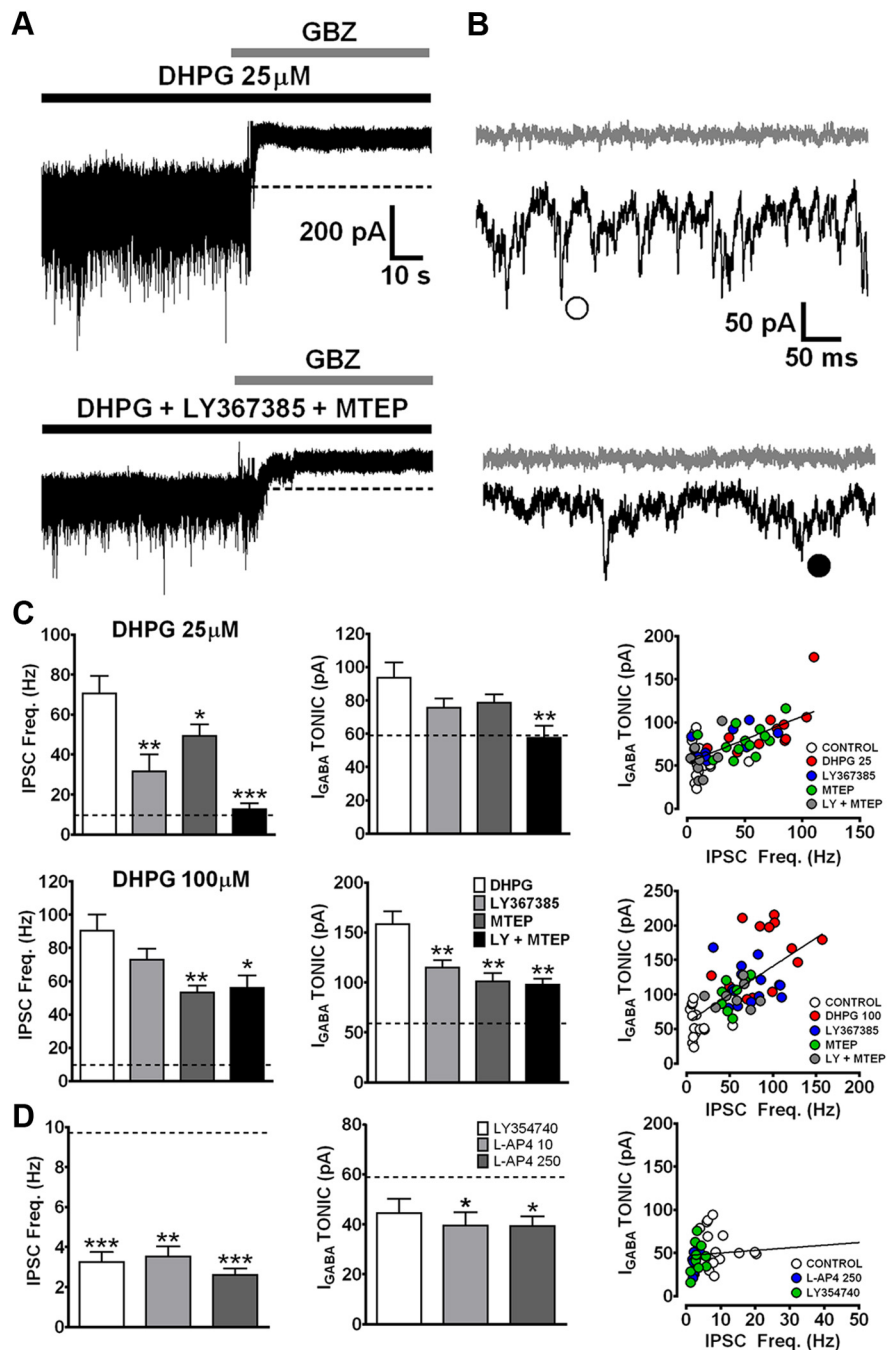 A
B
GBZ
DHPG 25µM
200 pA
10 s
50 pA
50 ms
GBZ
DHPG + LY367385 + MTEP
C
DHPG 25µM
IPSC Freq. (Hz)
100
80
60
40
20
0
**
*
***
IGABA TONIC (pA)
120
100
80
60
40
20
0
**
IGABA TONIC (pA)
200
150
100
50
0
CONTROL
DHPG 25
LY367385
MTEP
LY + MTEP
0 50 100 150
IPSC Freq. (Hz)
DHPG 100µM
IPSC Freq. (Hz)
120
100
80
60
40
20
0
**
*
IGABA TONIC (pA)
200
150
100
50
0
DHPG
LY367385
MTEP
LY + MTEP
**
**
**
IGABA TONIC (pA)
250
200
150
100
50
0
CONTROL
DHPG 100
LY367385
MTEP
LY + MTEP
0 50 100 150 200
IPSC Freq. (Hz)
D
IPSC Freq. (Hz)
10
8
6
4
2
0
***
**
***
IGABA TONIC (pA)
80
60
40
20
0
LY354740
L-AP4 10
L-AP4 250
*
*
IGABA TONIC (pA)
200
150
100
50
0
CONTROL
L-AP4 250
LY354740
0 10 20 30 40 50
IPSC Freq. (Hz)